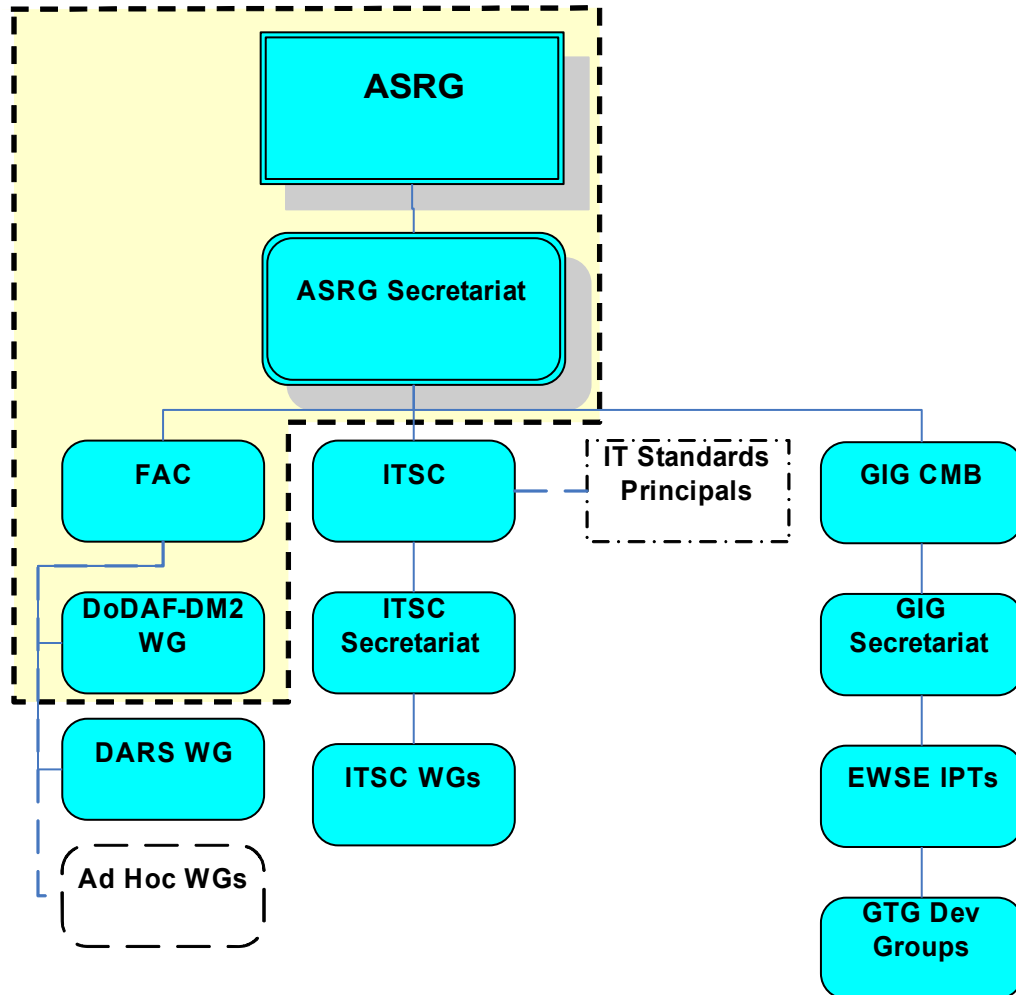 ASRG
ASRG Secretariat
FAC
ITSC
IT Standards
Principals
GIG CMB
DoDAF-DM2
WG
ITSC
Secretariat
GIG
Secretariat
DARS WG
ITSC WGs
EWSE IPTs
Ad Hoc WGs
GTG Dev
Groups